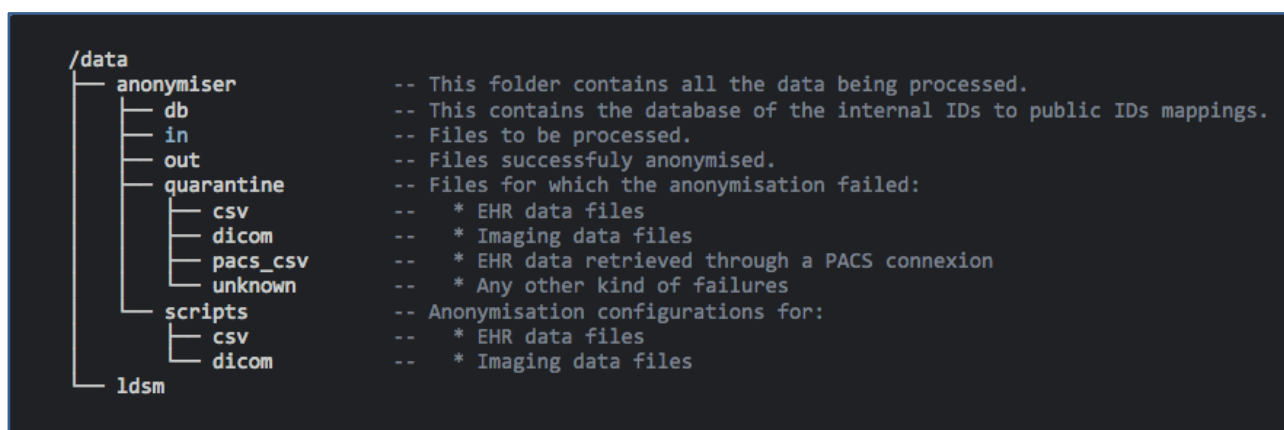 /data
├── anonymiser -- This folder contains all the data being processed.
│   ├── db -- This contains the database of the internal IDs to public IDs mappings.
│   ├── in -- Files to be processed.
│   ├── out -- Files successfuly anonymised.
│   ├── quarantine -- Files for which the anonymisation failed:
│   │   ├── csv -- * EHR data files
│   │   ├── dicom -- * Imaging data files
│   │   ├── pacs_csv -- * EHR data retrieved through a PACS connexion
│   │   └── unknown -- * Any other kind of failures
│   └── scripts -- Anonymisation configurations for:
│       ├── csv -- * EHR data files
│       └── dicom -- * Imaging data files
└── ldsm